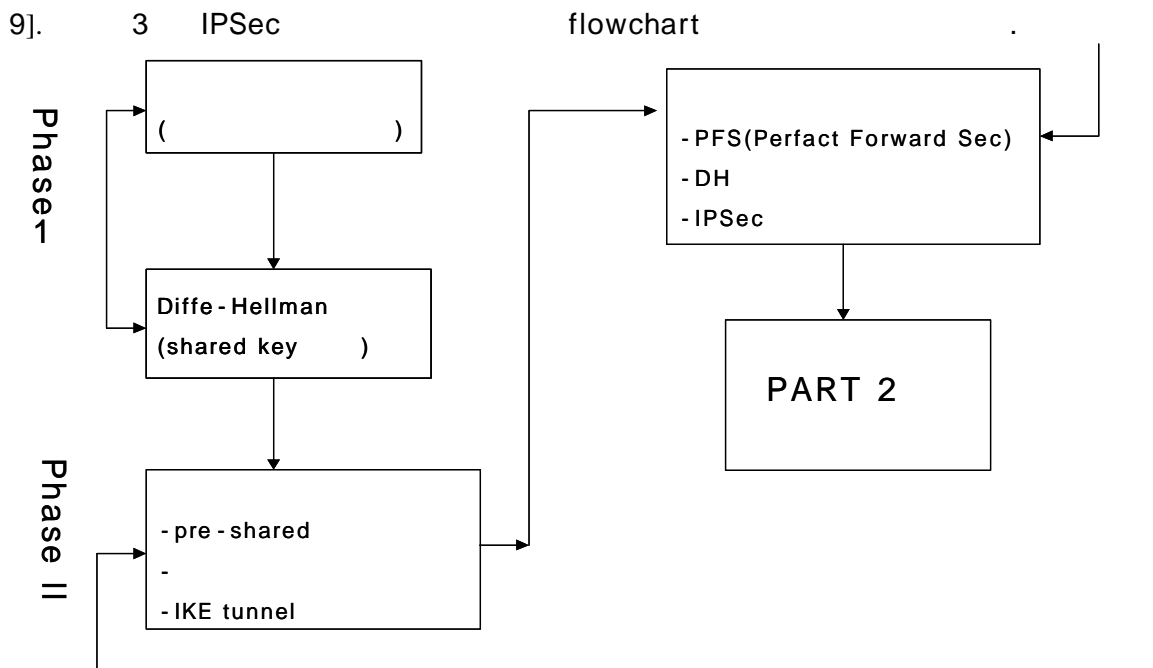 9]. 3 IPSec flowchart .
Phase1
( )
Diffe-Hellman
(shared key )
Phase II
-pre-shared
-
-IKE tunnel
-PFS(Perfact Forward Sec)
-DH
-IPSec
PART 2